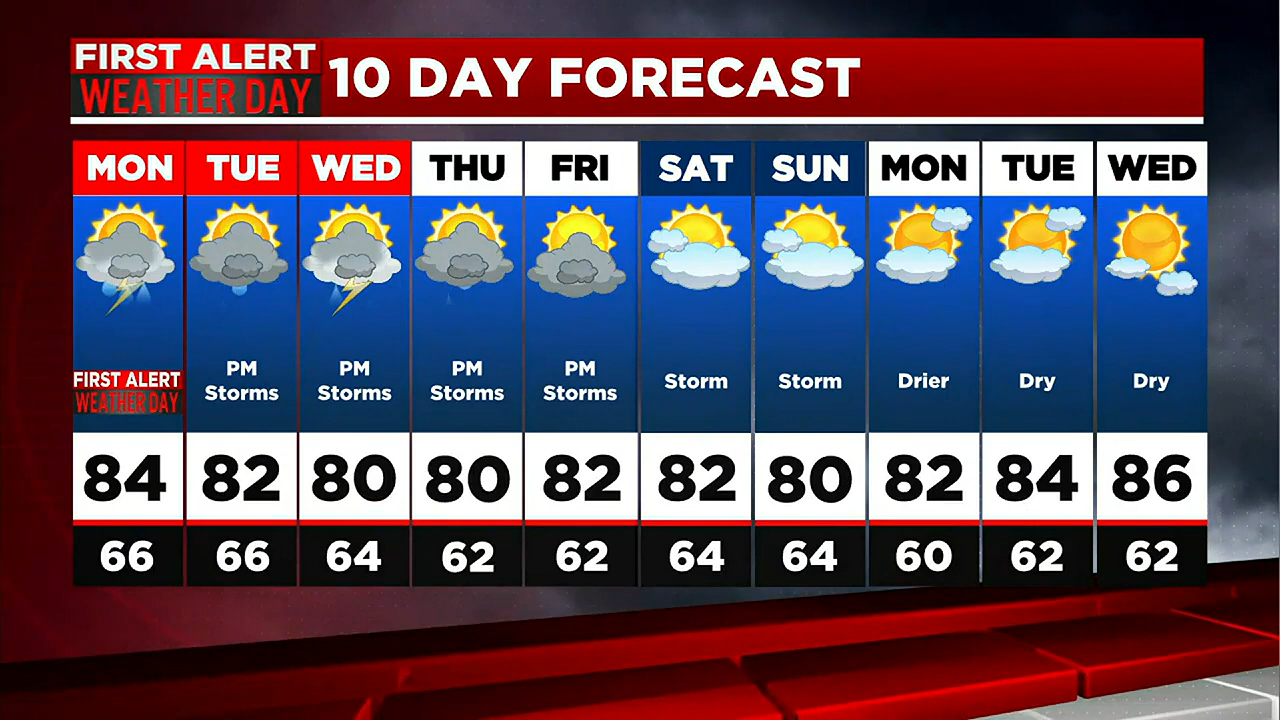 FIRST ALERT
WEATHER DAY
10 DAY FORECAST
MON TUE WED THU FRI SAT SUN MON TUE WED
FIRST ALERT
WEATHER DAY
PM
Storms
PM
Storms
PM
Storms
PM
Storms
Storm
Storm
Drier
Dry
Dry
84 82 80 80 82 82 80 82 84 86
66 66 64 62 62 64 64 60 62 62